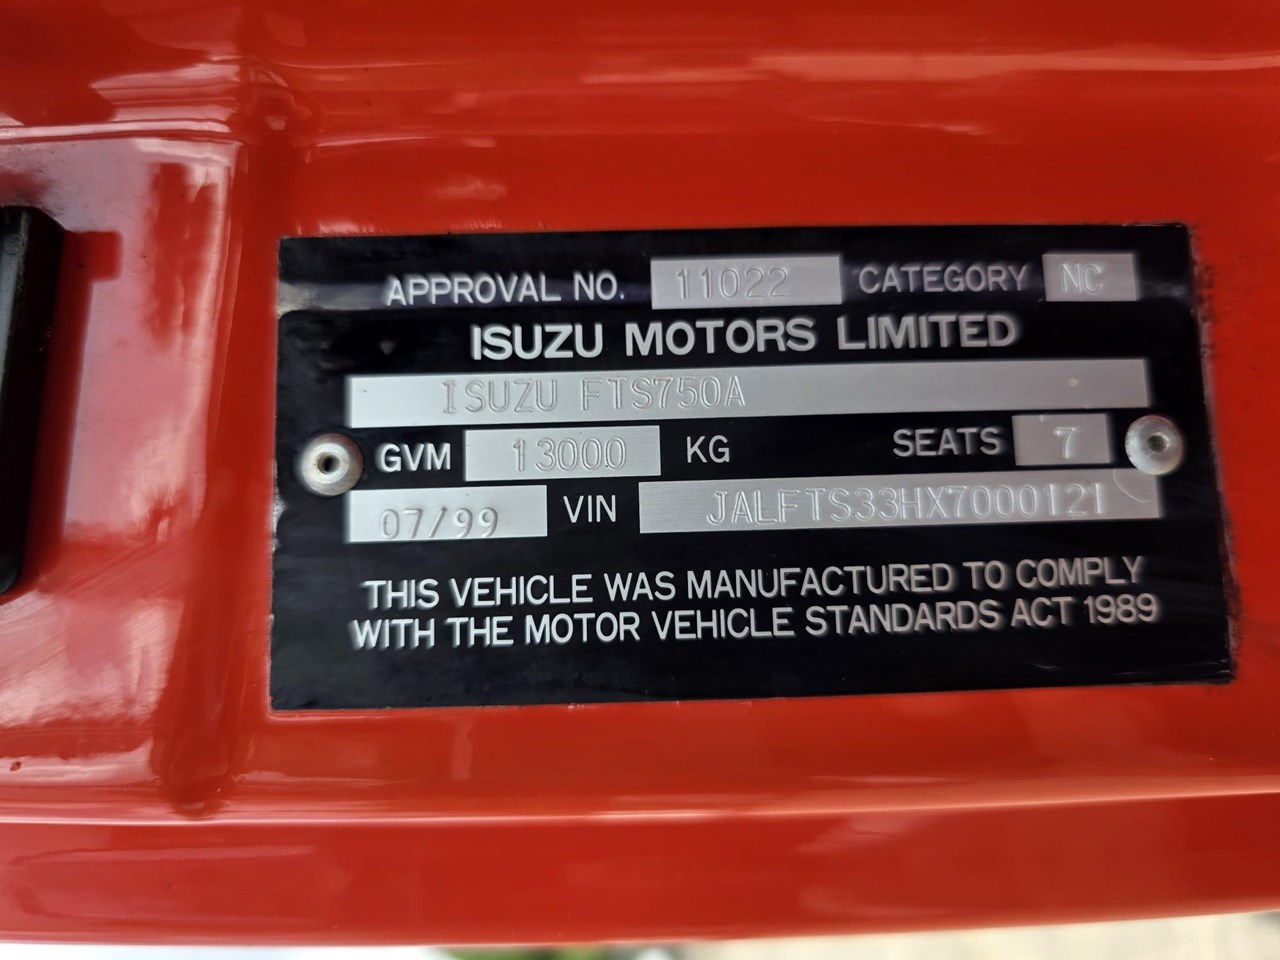 APPROVAL NO. 11022 CATEGORY NC
ISUZU MOTORS LIMITED
ISUZU FTS750A
GVM 13000 KG SEATS 7
07/99 VIN JALFTS33HX7000121
THIS VEHICLE WAS MANUFACTURED TO COMPLY
WITH THE MOTOR VEHICLE STANDARDS ACT 1989